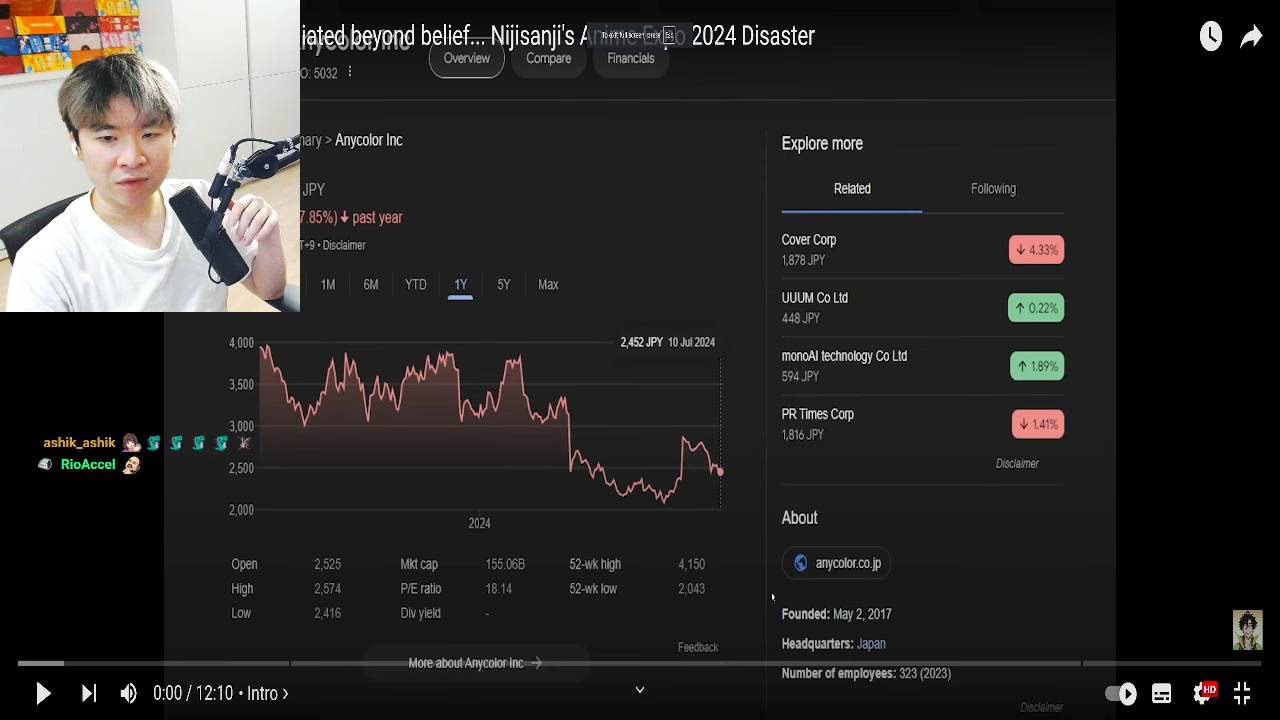 iated beyond belief... Nijisanji's Anime Expo 2024 Disaster
O: 5032
Overview
Compare
Financials
mary > Anycolor Inc
JPY
7.85%) ↓ past year
T+9 • Disclaimer
1M 6M YTD 1Y 5Y Max
4,000
3,500
3,000
2,500
2,000
2,452 JPY 10 Jul 2024
2024
Open 2,525 Mkt cap 155.06B 52-wk high 4,150
High 2,574 P/E ratio 18.14 52-wk low 2,043
Low 2,416 Div yield -
Feedback
More about Anycolor Inc →
Explore more
Related Following
Cover Corp
1,878 JPY
↓ 4.33%
UUUM Co Ltd
448 JPY
↑ 0.22%
monoAI technology Co Ltd
594 JPY
↑ 1.89%
PR Times Corp
1,816 JPY
↓ 1.41%
Disclaimer
About
anycolor.co.jp
Founded: May 2, 2017
Headquarters: Japan
Number of employees: 323 (2023)
Disclaimer
ashik_ashik
RioAccel
0:00 / 12:10 • Intro >
HD